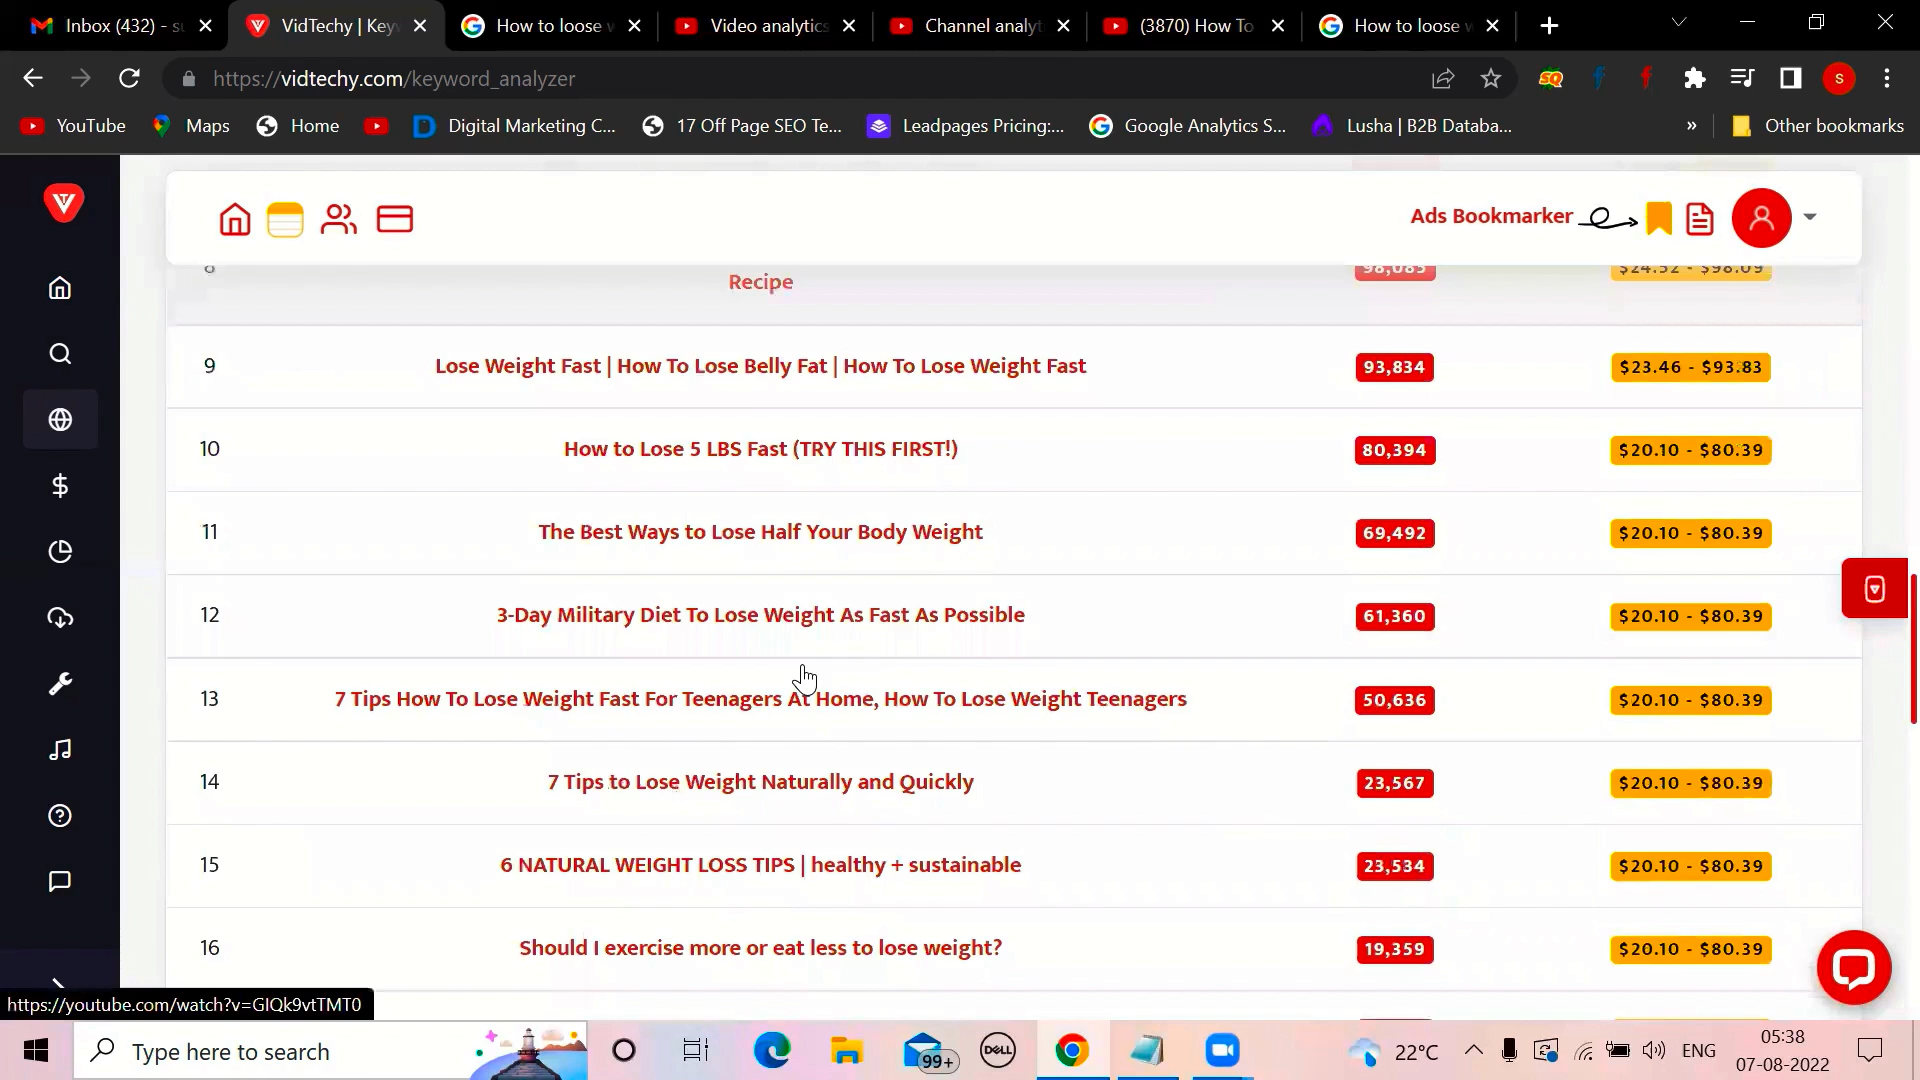 Inbox (432) - su
VidTechy | Keyw
How to loose w
Video analytics
Channel analyt
(3870) How To
How to loose w
https://vidtechy.com/keyword_analyzer
S
YouTube
Maps
Home
Digital Marketing C...
17 Off Page SEO Te...
Leadpages Pricing:...
Google Analytics S...
Lusha | B2B Databa...
»
Other bookmarks
Ads Bookmarker
8 Recipe 98,085 $24.52 - $98.09
9 Lose Weight Fast | How To Lose Belly Fat | How To Lose Weight Fast 93,834 $23.46 - $93.83
10 How to Lose 5 LBS Fast (TRY THIS FIRST!) 80,394 $20.10 - $80.39
11 The Best Ways to Lose Half Your Body Weight 69,492 $20.10 - $80.39
12 3-Day Military Diet To Lose Weight As Fast As Possible 61,360 $20.10 - $80.39
13 7 Tips How To Lose Weight Fast For Teenagers At Home, How To Lose Weight Teenagers 50,636 $20.10 - $80.39
14 7 Tips to Lose Weight Naturally and Quickly 23,567 $20.10 - $80.39
15 6 NATURAL WEIGHT LOSS TIPS | healthy + sustainable 23,534 $20.10 - $80.39
16 Should I exercise more or eat less to lose weight? 19,359 $20.10 - $80.39
https://youtube.com/watch?v=GIQk9vtTMT0
Type here to search
99+
DELL
22°C
ENG
05:38
07-08-2022